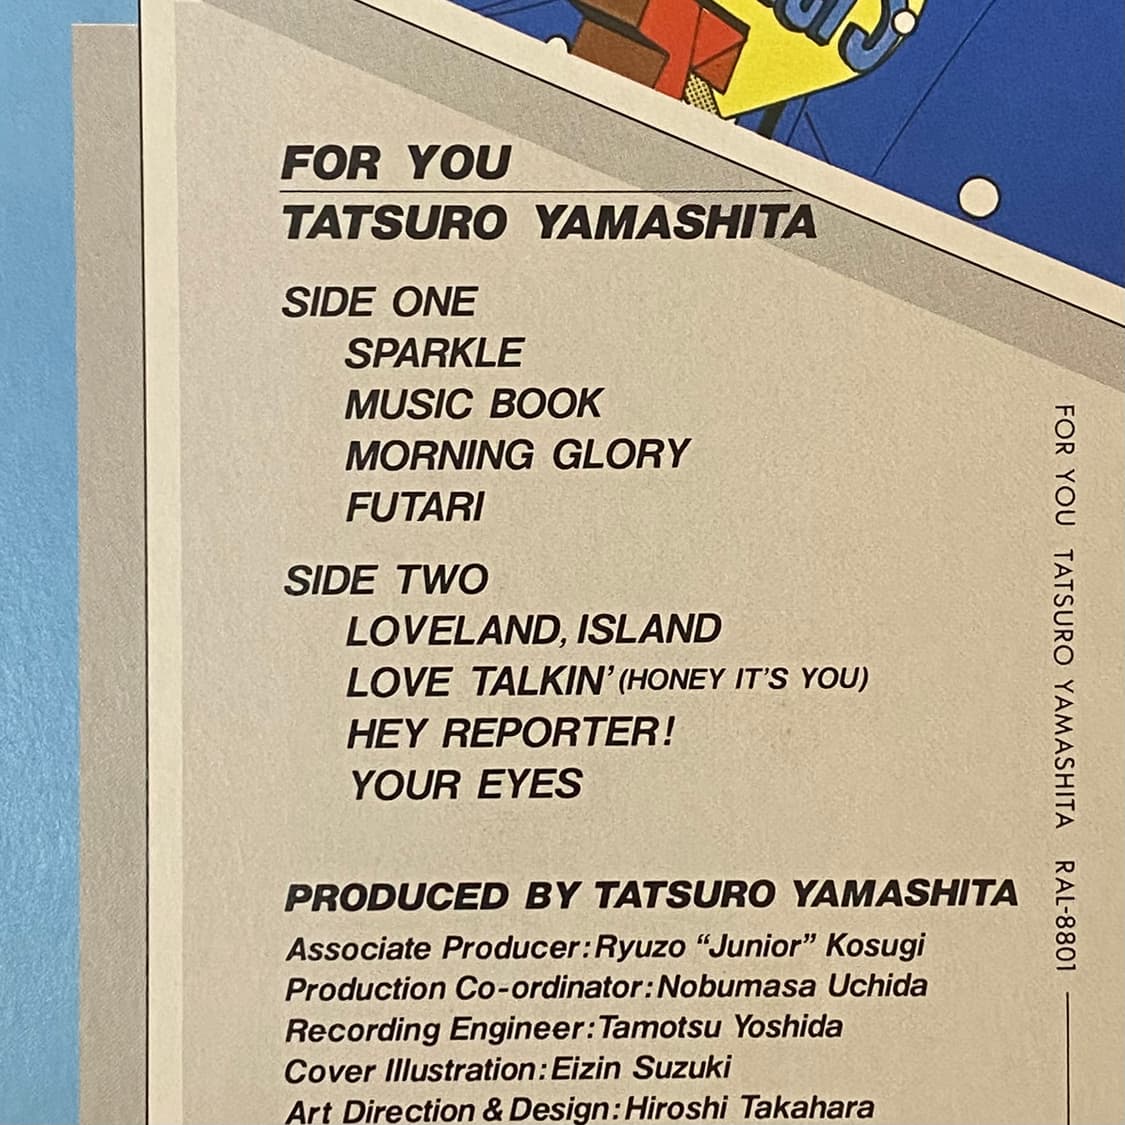 FOR YOU
TATSURO YAMASHITA
SIDE ONE
SPARKLE
MUSIC BOOK
MORNING GLORY
FUTARI
SIDE TWO
LOVELAND, ISLAND
LOVE TALKIN’ (HONEY IT’S YOU)
HEY REPORTER!
YOUR EYES
PRODUCED BY TATSURO YAMASHITA
Associate Producer: Ryuzo “Junior” Kosugi
Production Co-ordinator: Nobumasa Uchida
Recording Engineer: Tamotsu Yoshida
Cover Illustration: Eizin Suzuki
Art Direction & Design: Hiroshi Takahara
FOR YOU TATSURO YAMASHITA RAL-8801